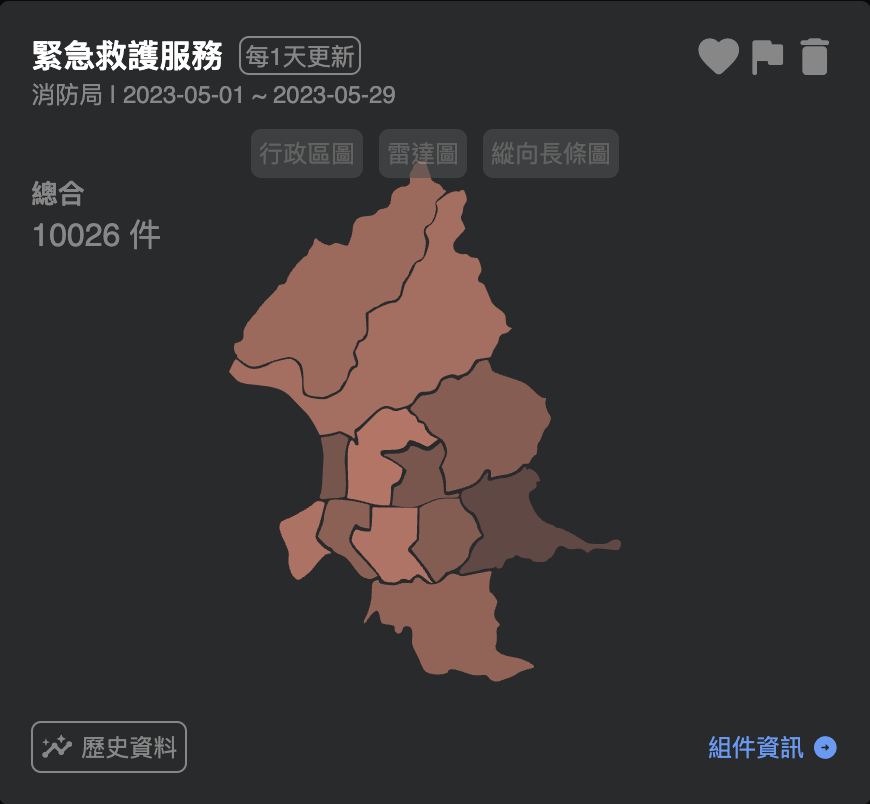 緊急救護服務 每1天更新
消防局 | 2023-05-01 ~ 2023-05-29
行政區圖 雷達圖 縱向長條圖
總合
10026 件
歷史資料 組件資訊